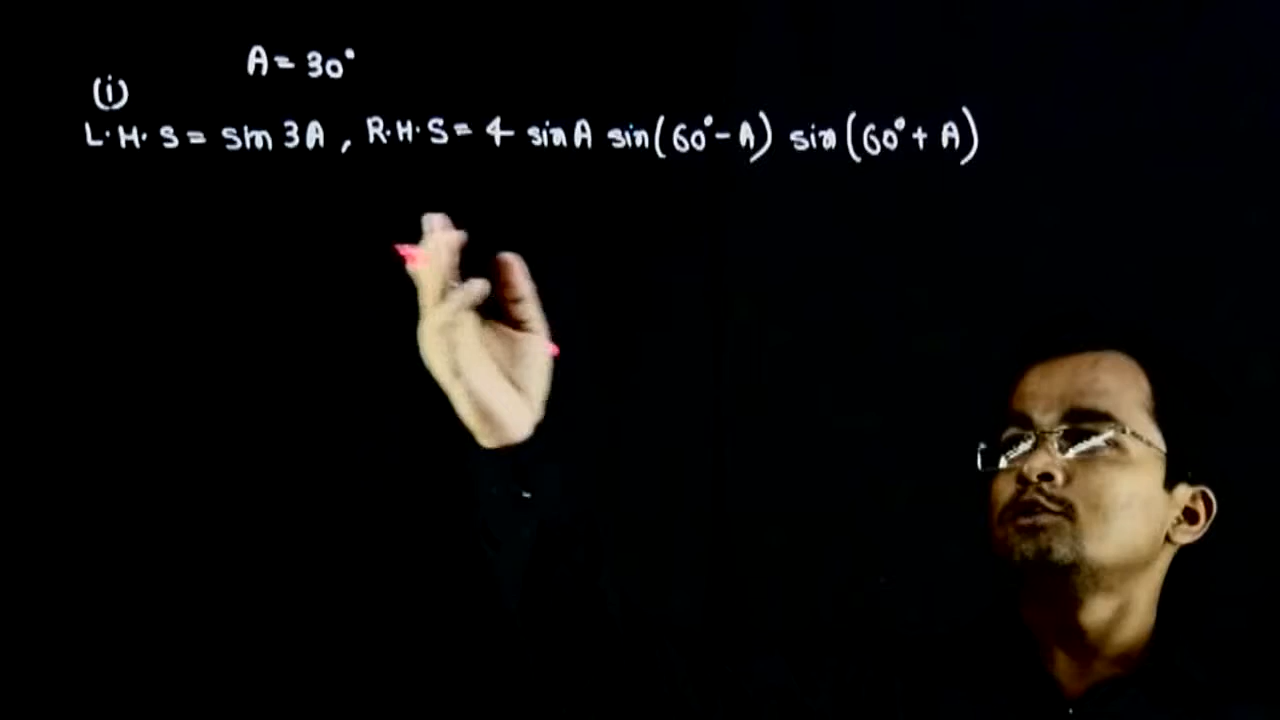 A = 30°
(i)
L.H.S = sin 3A , R.H.S = 4 sin A sin(60° - A) sin(60° + A)